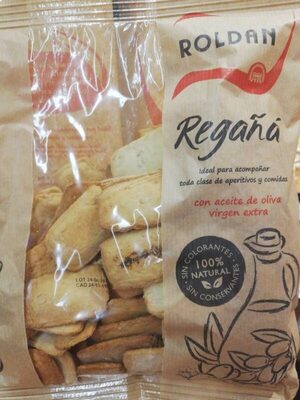 ROLDAN
Regañá
Ideal para acompañar
toda clase de aperitivos y comidas
con aceite de oliva
virgen extra
SIN COLORANTES
100%
NATURAL
SIN CONSERVANTES
ROLDAN